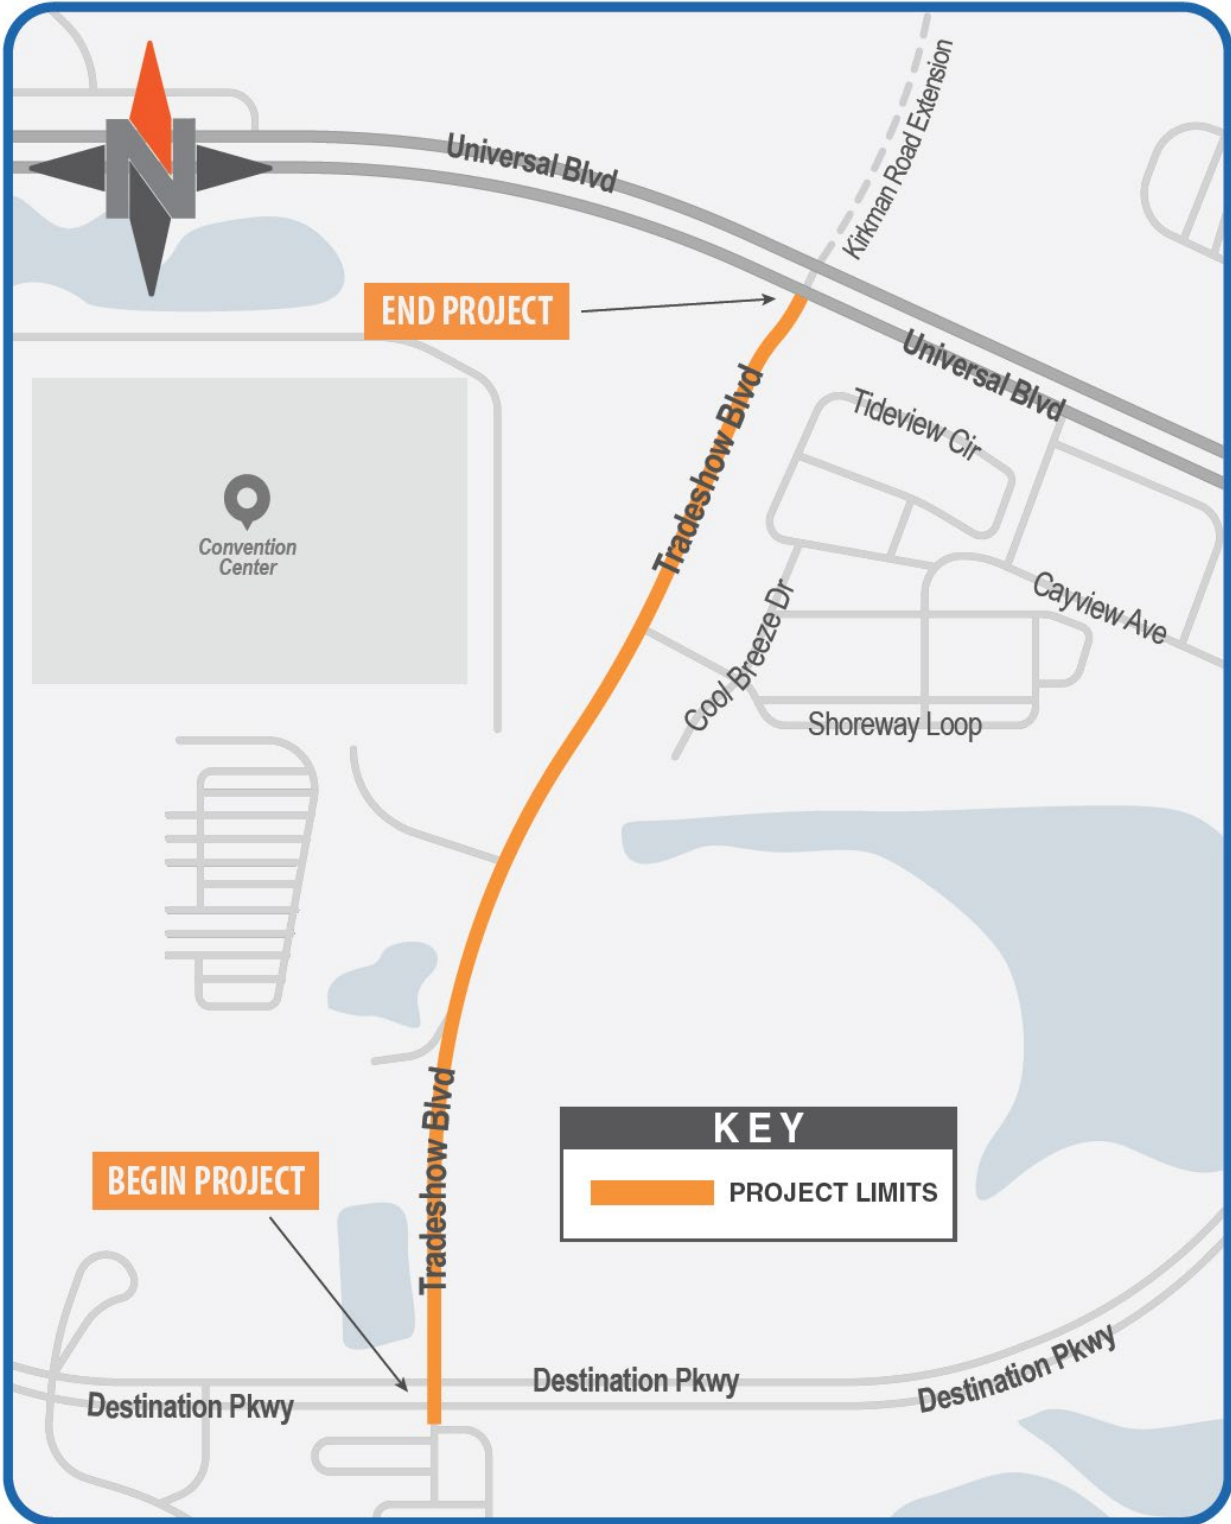 N
Universal Blvd
Kirkman Road Extension
END PROJECT
Universal Blvd
Tradeshow Blvd
Tideview Cir
Convention
Center
Cool Breeze Dr
Cayview Ave
Shoreway Loop
Tradeshow Blvd
KEY
PROJECT LIMITS
BEGIN PROJECT
Destination Pkwy
Destination Pkwy
Destination Pkwy